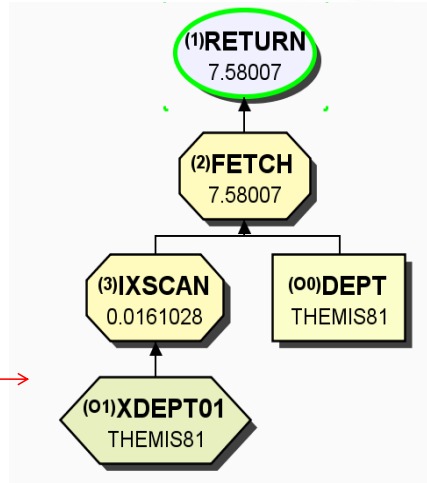 (1)RETURN
7.58007
(2)FETCH
7.58007
(3)IXSCAN
0.0161028
(O0)DEPT
THEMIS81
(O1)XDEPT01
THEMIS81